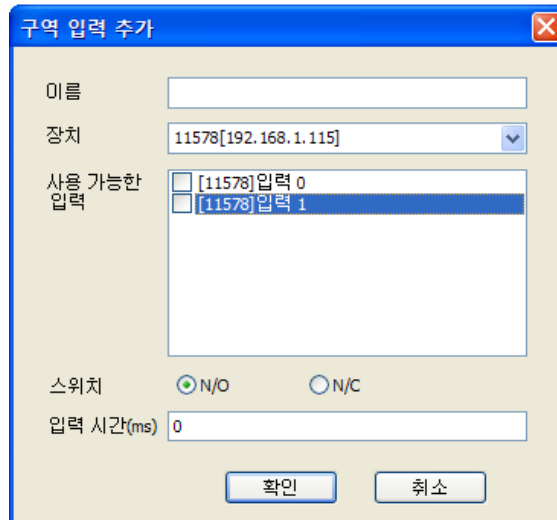 구역 입력 추가
이름
장치
11578[192.168.1.115]
사용 가능한
입력
[11578]입력 0
[11578]입력 1
스위치
N/O
N/C
입력 시간(ms)
0
확인
취소